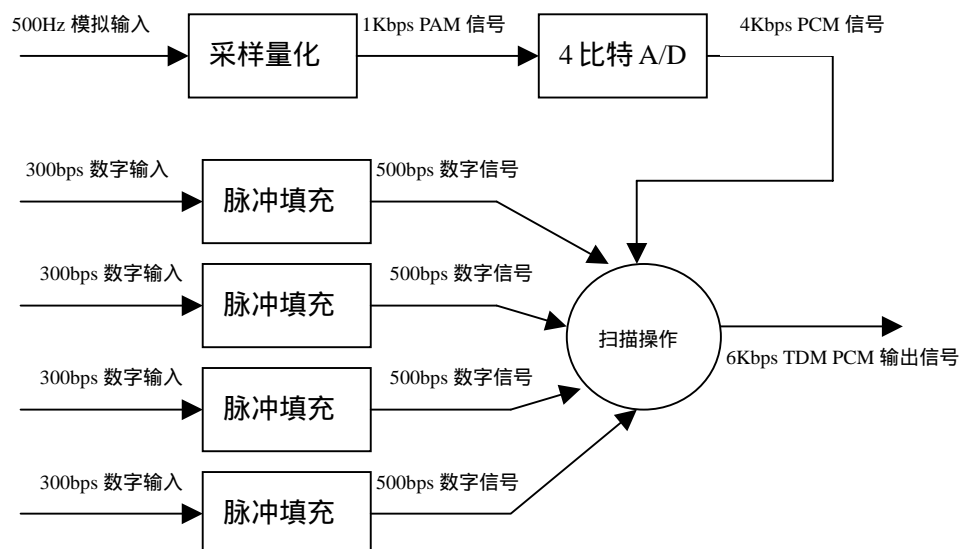 500Hz 模拟输入
采样量化
1Kbps PAM 信号
4 比特 A/D
4Kbps PCM 信号
300bps 数字输入
脉冲填充
500bps 数字信号
300bps 数字输入
脉冲填充
500bps 数字信号
扫描操作
6Kbps TDM PCM 输出信号
300bps 数字输入
脉冲填充
500bps 数字信号
300bps 数字输入
脉冲填充
500bps 数字信号